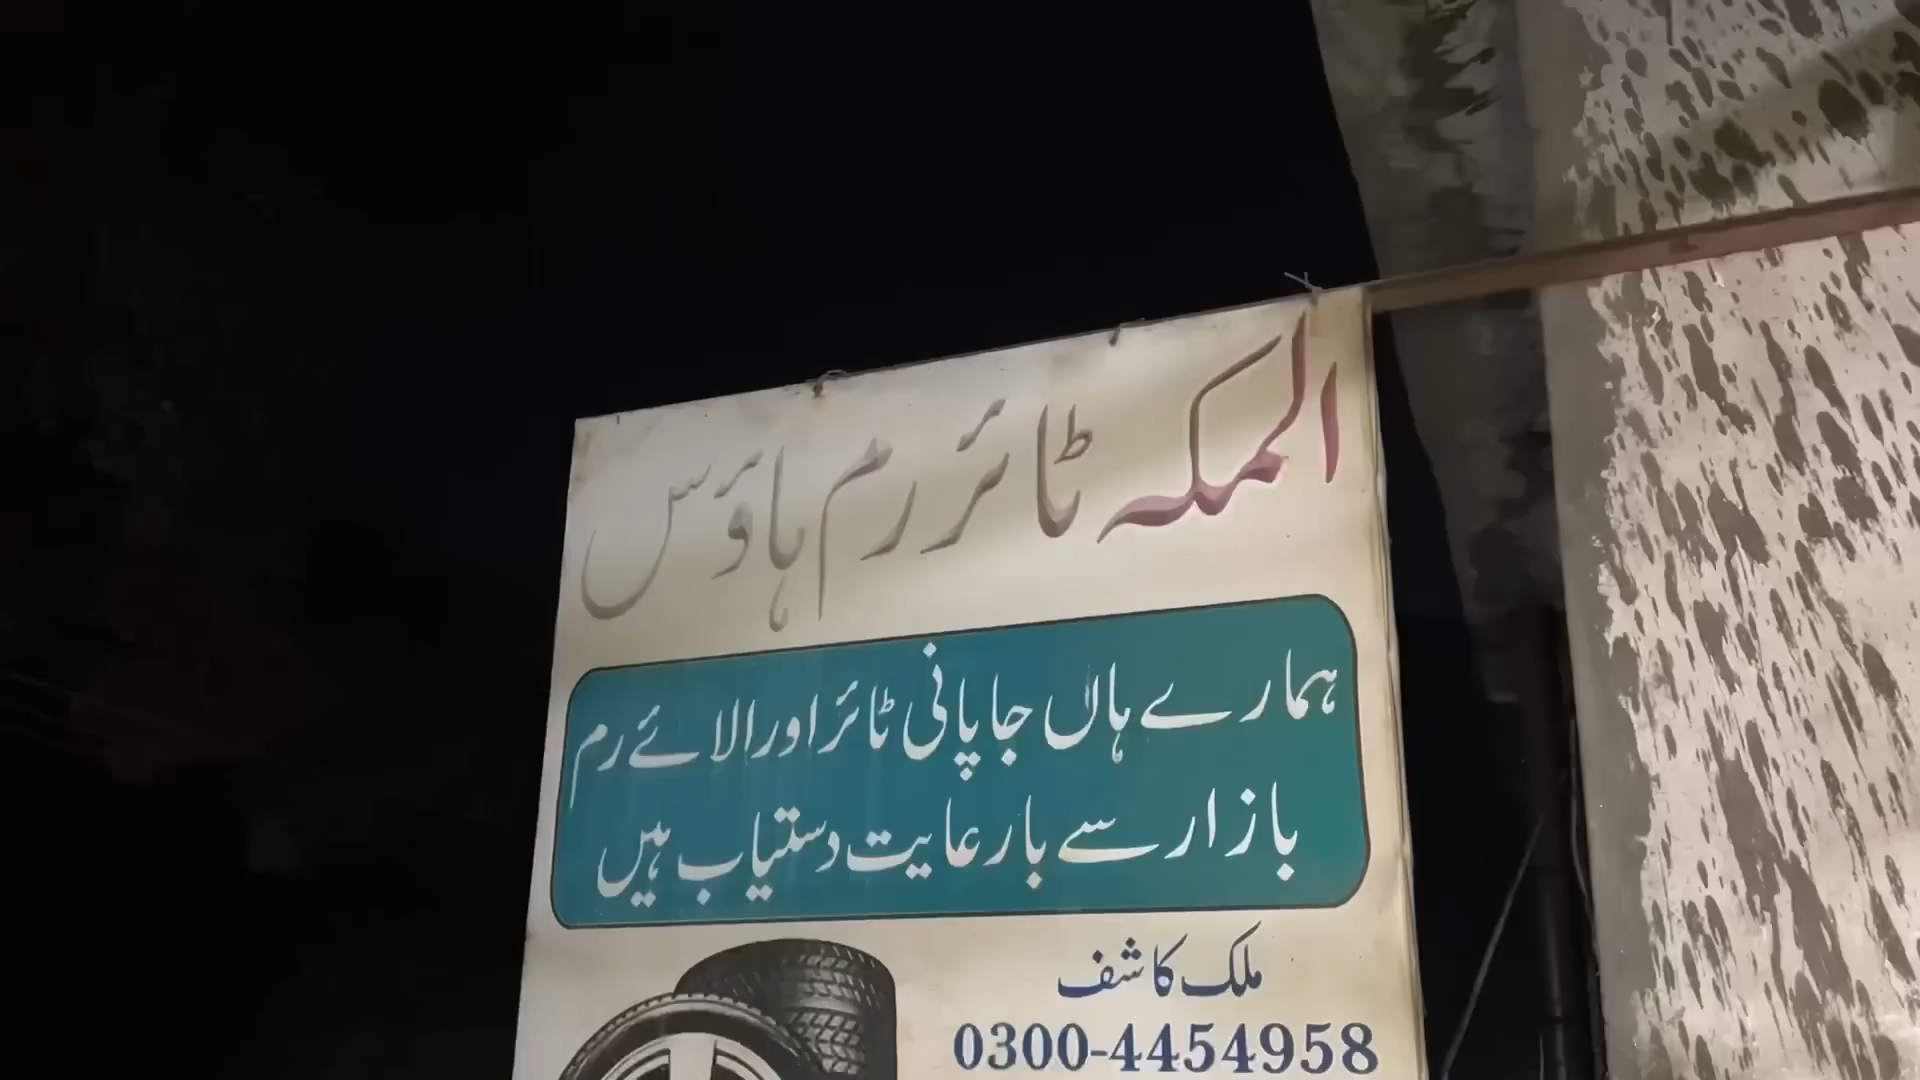 المکہ ٹائر رم ہاؤس
ہمارے ہاں جاپانی ٹائر اور الائے رم
بازار سے بارعایت دستیاب ہیں
ملک کاشف
0300-4454958